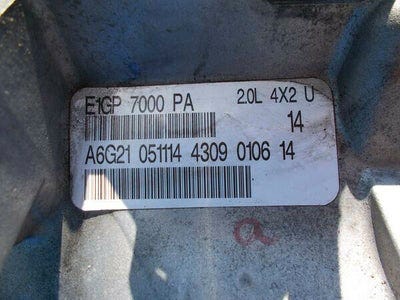 E1GP 7000 PA 2.0L 4X2 U
14
A6G21 051114 4309 0106 14
a